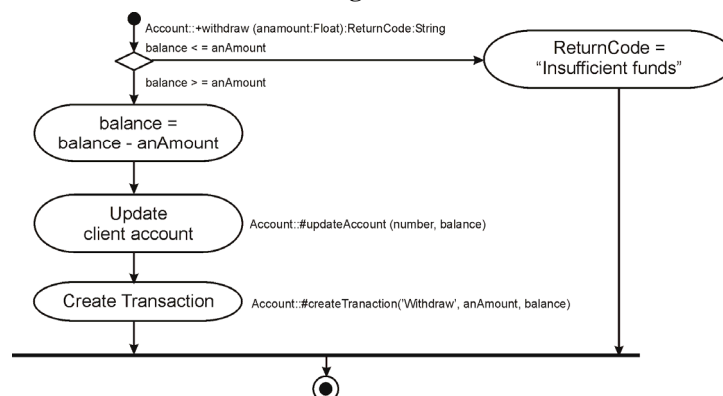 Account::+withdraw (anamount:Float):ReturnCode:String
balance < = anAmount
ReturnCode =
“Insufficient funds”
balance > = anAmount
balance =
balance - anAmount
Update
client account
Account::#updateAccount (number, balance)
Create Transaction
Account::#createTranaction('Withdraw', anAmount, balance)